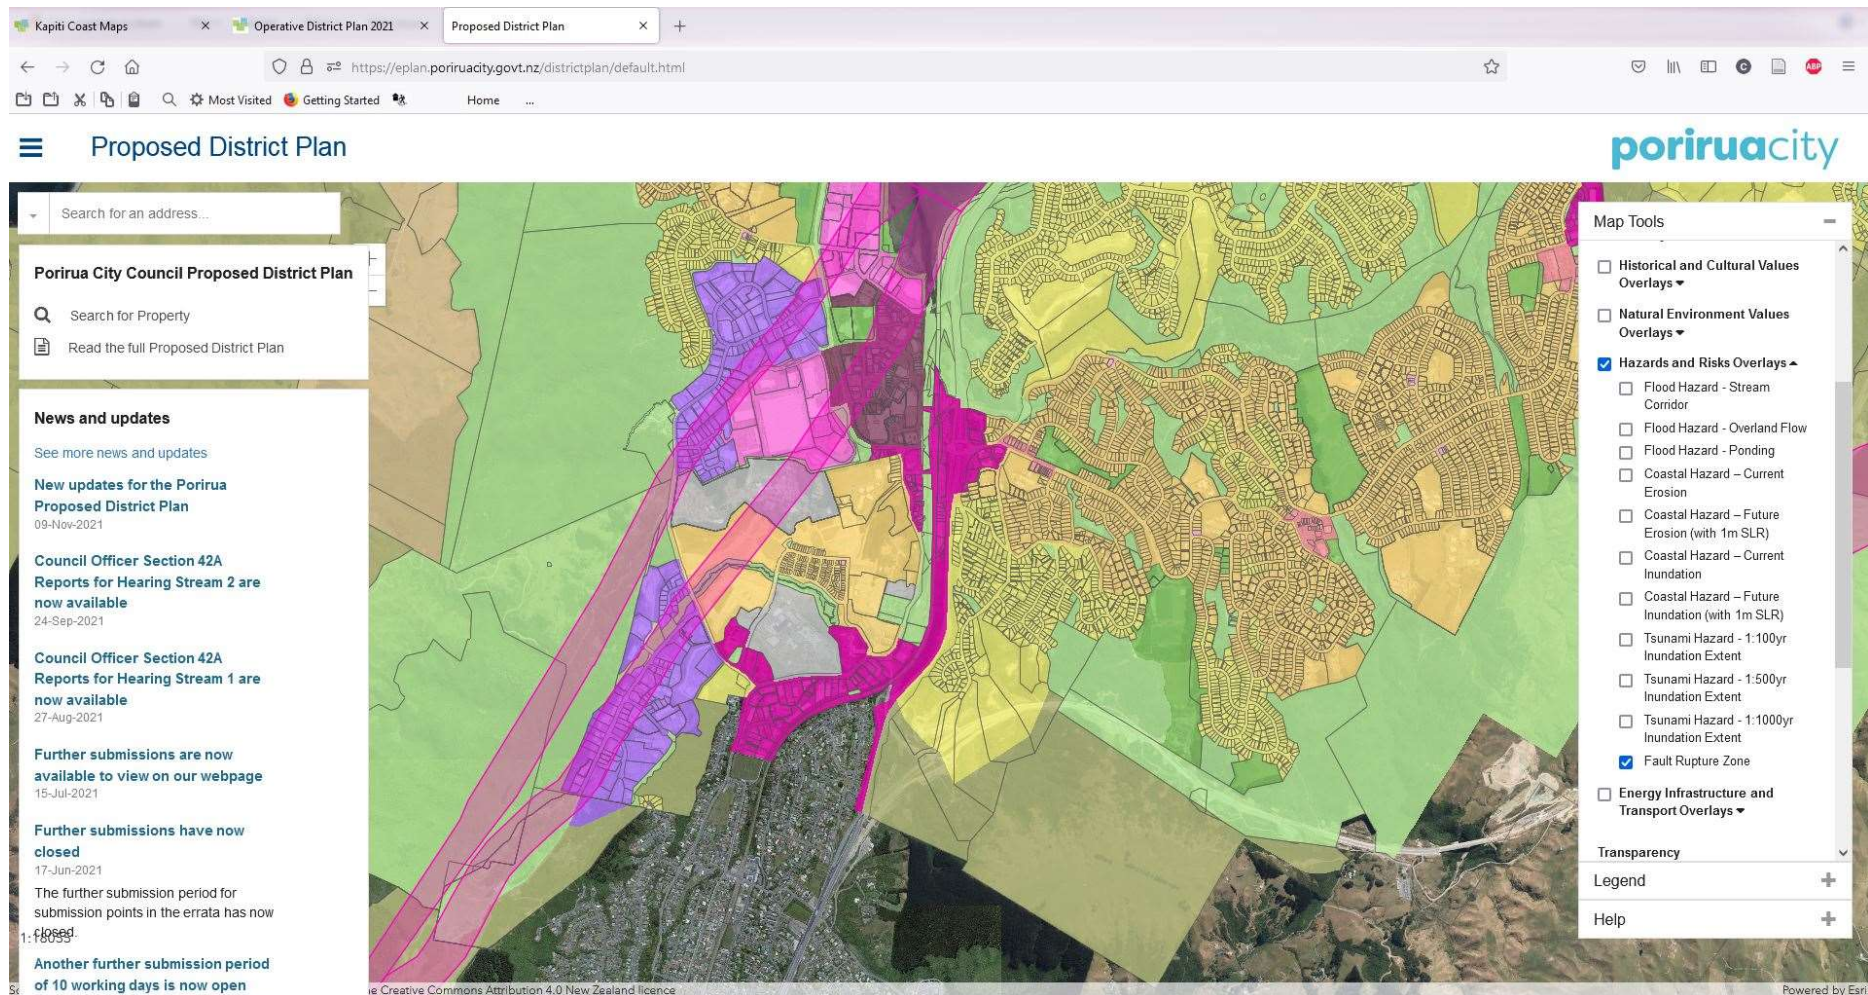 Kapiti Coast Maps
Operative District Plan 2021
Proposed District Plan
https://eplan.poriruacity.govt.nz/districtplan/default.html
ABP
Most Visited
Getting Started
Home
...
Proposed District Plan
poriruacity
Search for an address...
Porirua City Council Proposed District Plan
Search for Property
Read the full Proposed District Plan
News and updates
See more news and updates
New updates for the Porirua
Proposed District Plan
09-Nov-2021
Council Officer Section 42A
Reports for Hearing Stream 2 are
now available
24-Sep-2021
Council Officer Section 42A
Reports for Hearing Stream 1 are
now available
27-Aug-2021
Further submissions are now
available to view on our webpage
15-Jul-2021
Further submissions have now
closed
17-Jun-2021
The further submission period for
submission points in the errata has now
closed.
1:18055
Another further submission period
of 10 working days is now open
Creative Commons Attribution 4.0 New Zealand licence
Map Tools
Historical and Cultural Values
Overlays
Natural Environment Values
Overlays
Hazards and Risks Overlays
Flood Hazard - Stream
Corridor
Flood Hazard - Overland Flow
Flood Hazard - Ponding
Coastal Hazard – Current
Erosion
Coastal Hazard – Future
Erosion (with 1m SLR)
Coastal Hazard – Current
Inundation
Coastal Hazard – Future
Inundation (with 1m SLR)
Tsunami Hazard - 1:100yr
Inundation Extent
Tsunami Hazard - 1:500yr
Inundation Extent
Tsunami Hazard - 1:1000yr
Inundation Extent
Fault Rupture Zone
Energy Infrastructure and
Transport Overlays
Transparency
Legend
Help
Powered by Esri